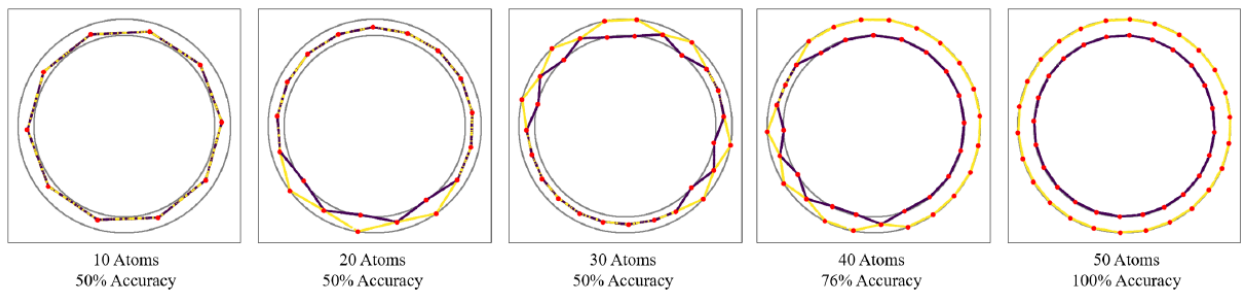 10 Atoms
50% Accuracy
20 Atoms
50% Accuracy
30 Atoms
50% Accuracy
40 Atoms
76% Accuracy
50 Atoms
100% Accuracy